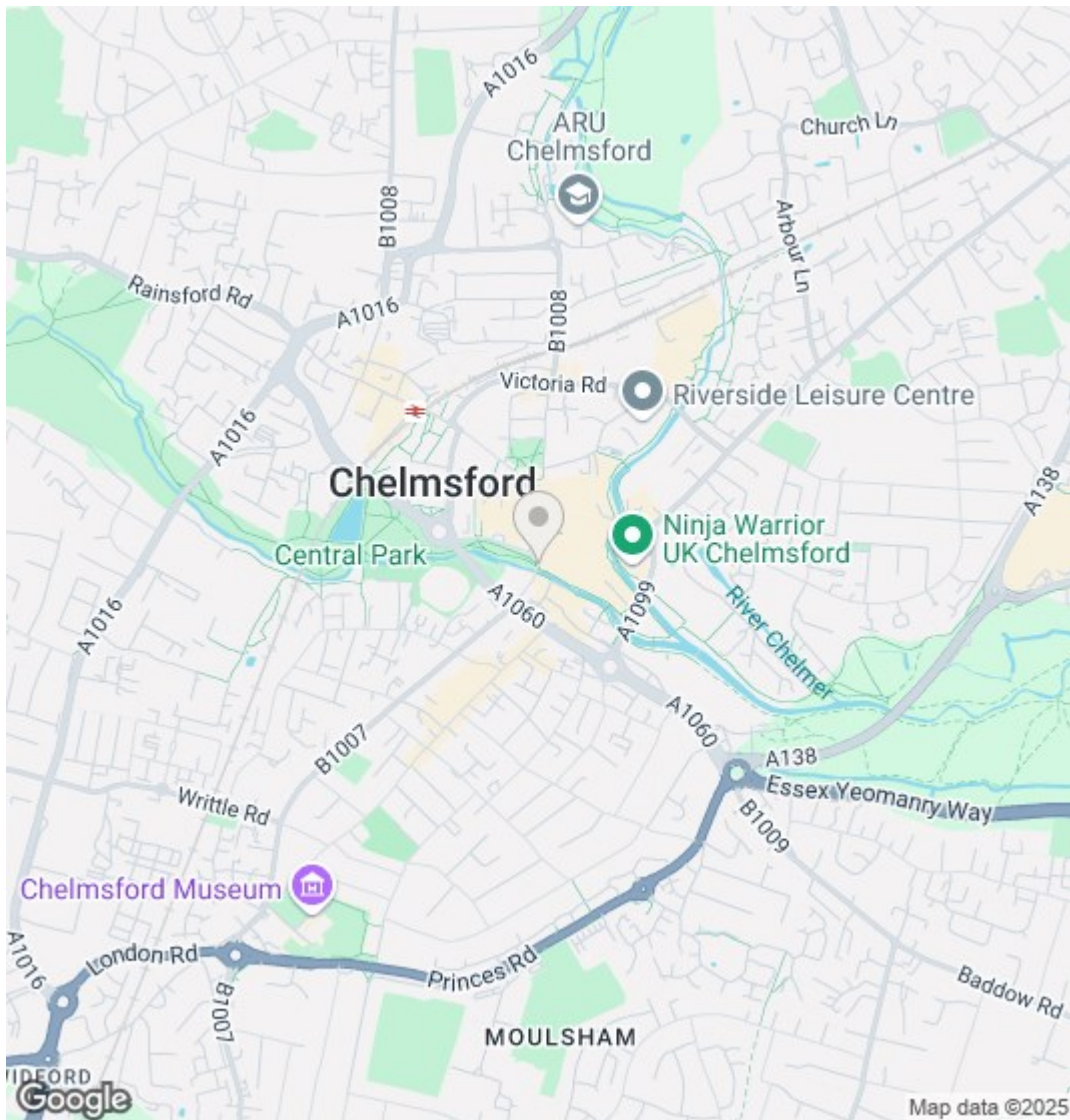 A1016
ARU
Chelmsford
Church Ln
B1008
Arbour Ln
Rainsford Rd
A1016
B1008
Victoria Rd
Riverside Leisure Centre
A1016
Chelmsford
A138
Ninja Warrior
UK Chelmsford
Central Park
A1060
A1099
River Chelmer
A1016
A1060
B1007
A138
Essex Yeomanry Way
Writtle Rd
B1009
Chelmsford Museum
A1016
London Rd
Princes Rd
Baddow Rd
B1007
MOULSHAM
Google
Map data ©2025